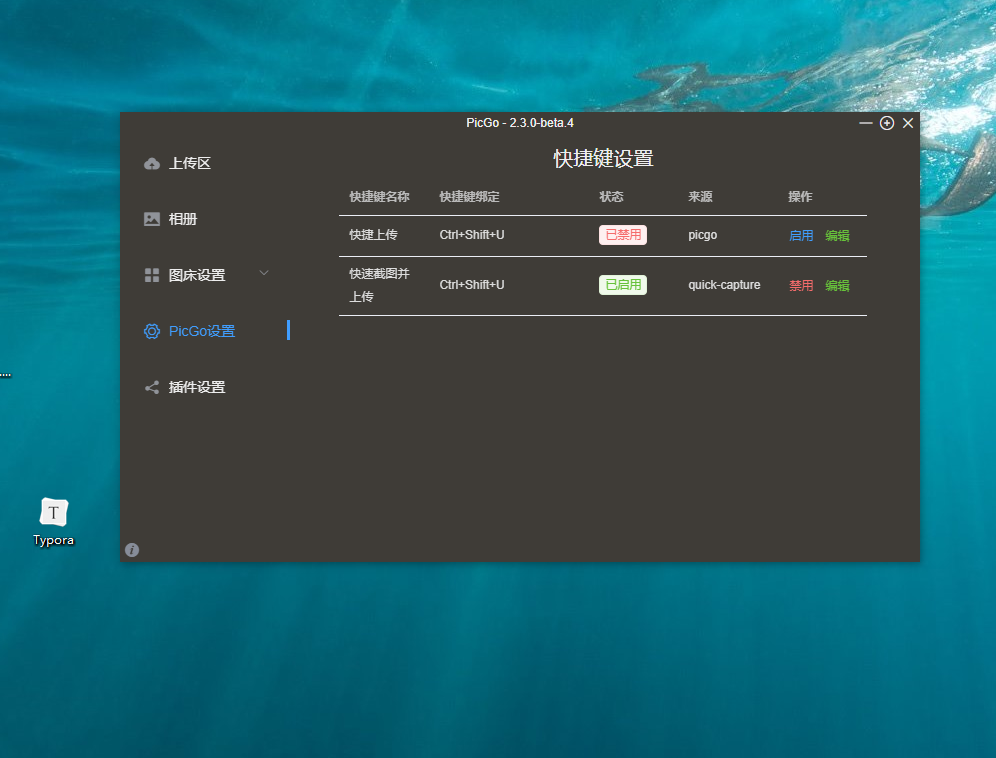 PicGo - 2.3.0-beta.4
上传区
相册
图床设置
PicGo设置
插件设置
快捷键设置
快捷键名称 快捷键绑定 状态 来源 操作
快捷上传 Ctrl+Shift+U 已禁用 picgo 启用 编辑
快速截图并
上传 Ctrl+Shift+U 已启用 quick-capture 禁用 编辑
....
T
Typora